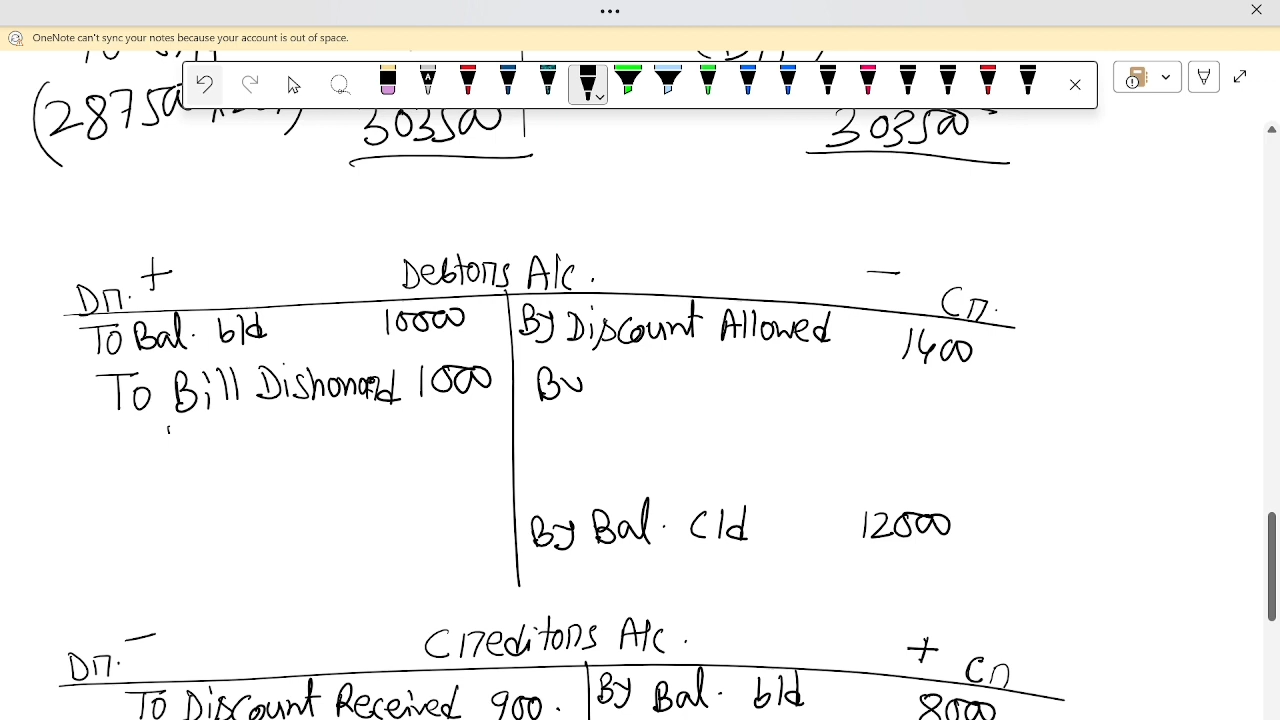 OneNote can't sync your notes because your account is out of space.
(28750
303500 303500
Debtors A/c.
Dr. + - Cr.
To Bal. b/d 10000 By Discount Allowed 1400
To Bill Dishonored 1000 By
By Bal. c/d 12000
Creditors A/c.
Dr. - + Cr
To Discount Received 900. By Bal. b/d 8000